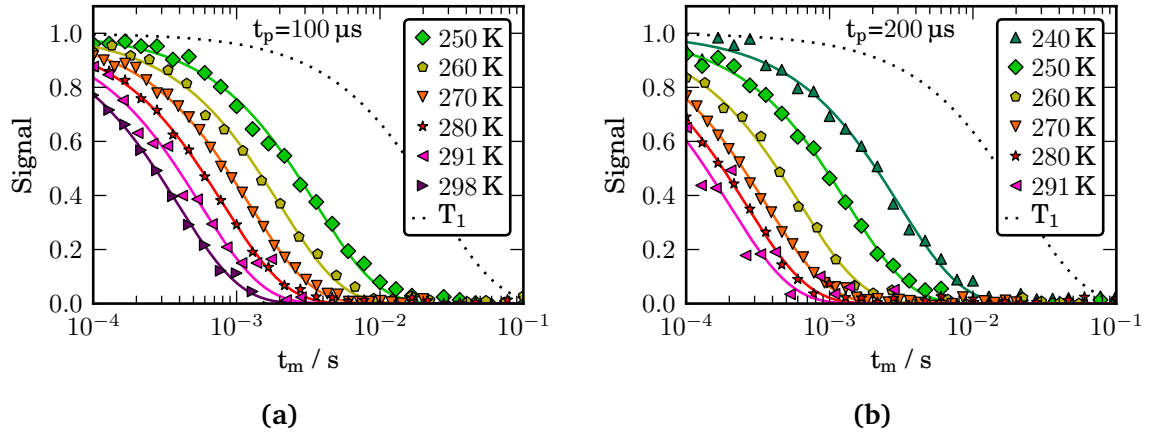 t_p=100 μs
Signal
1.0
0.8
0.6
0.4
0.2
0.0
10⁻⁴
10⁻³
10⁻²
10⁻¹
t_m / s
250 K
260 K
270 K
280 K
291 K
298 K
T₁
(a)
t_p=200 μs
Signal
1.0
0.8
0.6
0.4
0.2
0.0
10⁻⁴
10⁻³
10⁻²
10⁻¹
t_m / s
240 K
250 K
260 K
270 K
280 K
291 K
T₁
(b)